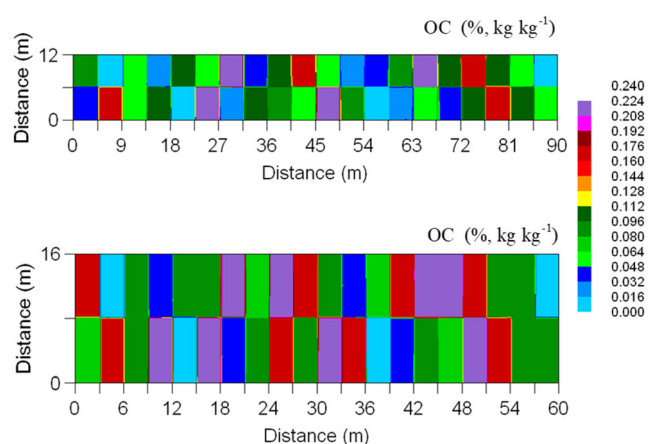 OC (%, kg kg⁻¹)
12
0
Distance (m)
0 9 18 27 36 45 54 63 72 81 90
Distance (m)
OC (%, kg kg⁻¹)
16
0
Distance (m)
0 6 12 18 24 30 36 42 48 54 60
Distance (m)
0.240
0.224
0.208
0.192
0.176
0.160
0.144
0.128
0.112
0.096
0.080
0.064
0.048
0.032
0.016
0.000